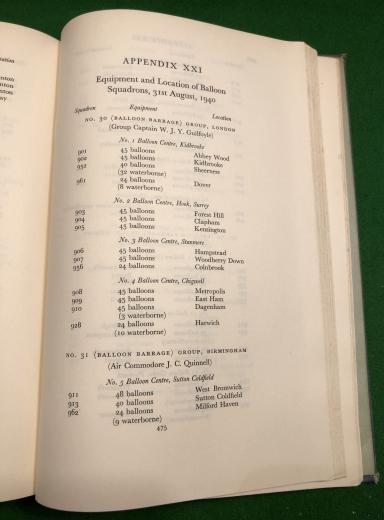 ation
enton
nton
nton
ay
APPENDIX XXI
Equipment and Location of Balloon
Squadrons, 31st August, 1940
Squadron Equipment Location
NO. 30 (BALLOON BARRAGE) GROUP, LONDON
(Group Captain W. J. Y. Guilfoyle)
No. 1 Balloon Centre, Kidbrooke
901 45 balloons Abbey Wood
902 45 balloons Kidbrooke
952 40 balloons Sheerness
(32 waterborne)
961 24 balloons Dover
(8 waterborne)
No. 2 Balloon Centre, Hook, Surrey
903 45 balloons Forest Hill
904 45 balloons Clapham
905 45 balloons Kensington
No. 3 Balloon Centre, Stanmore
906 45 balloons Hampstead
907 45 balloons Woodberry Down
956 24 balloons Colnbrook
No. 4 Balloon Centre, Chigwell
908 45 balloons Metropolis
909 45 balloons East Ham
910 45 balloons Dagenham
(3 waterborne)
928 24 balloons Harwich
(10 waterborne)
NO. 31 (BALLOON BARRAGE) GROUP, BIRMINGHAM
(Air Commodore J. C. Quinnell)
No. 5 Balloon Centre, Sutton Coldfield
911 48 balloons West Bromwich
913 40 balloons Sutton Coldfield
962 24 balloons Milford Haven
(9 waterborne)
475